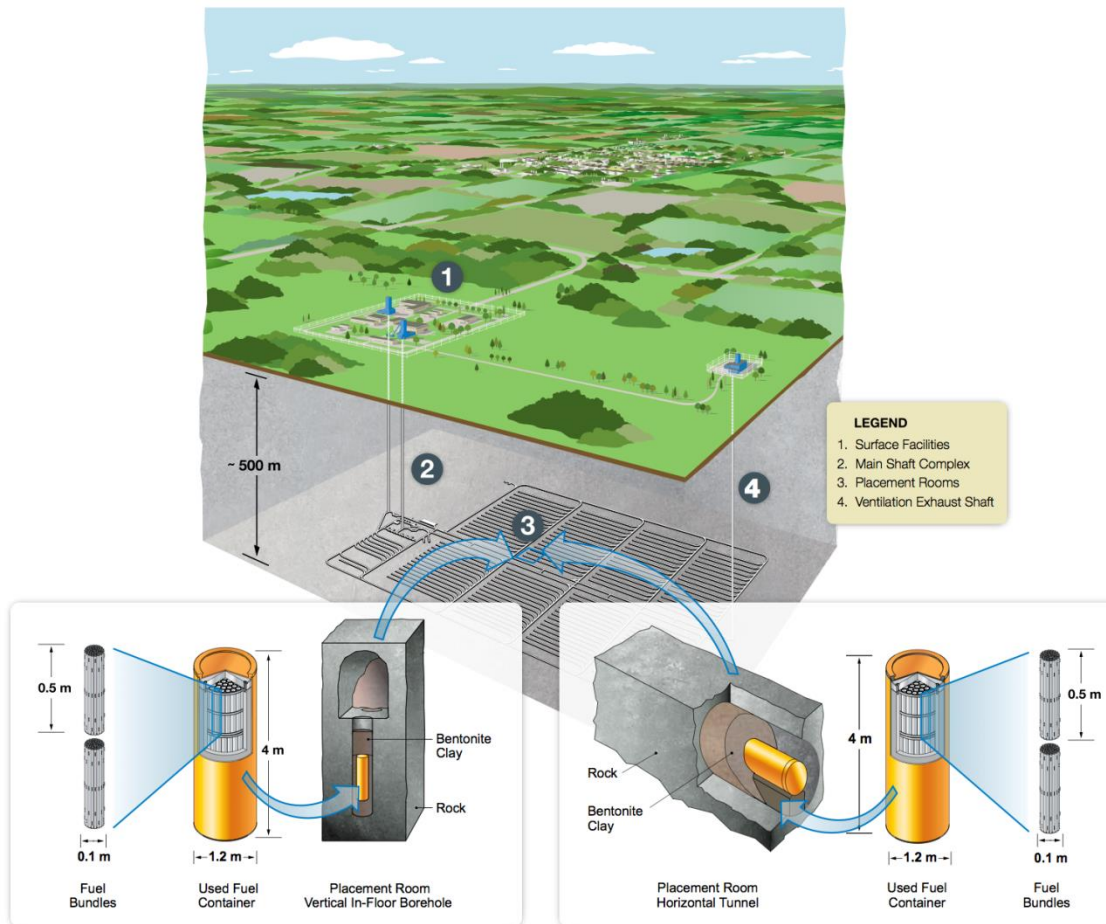 1
LEGEND
1. Surface Facilities
2. Main Shaft Complex
3. Placement Rooms
4. Ventilation Exhaust Shaft
~ 500 m
2
4
3
0.5 m
4 m
Bentonite
Clay
Rock
0.1 m
1.2 m
Fuel
Bundles
Used Fuel
Container
Placement Room
Vertical In-Floor Borehole
Rock
Bentonite
Clay
4 m
0.5 m
1.2 m
0.1 m
Placement Room
Horizontal Tunnel
Used Fuel
Container
Fuel
Bundles